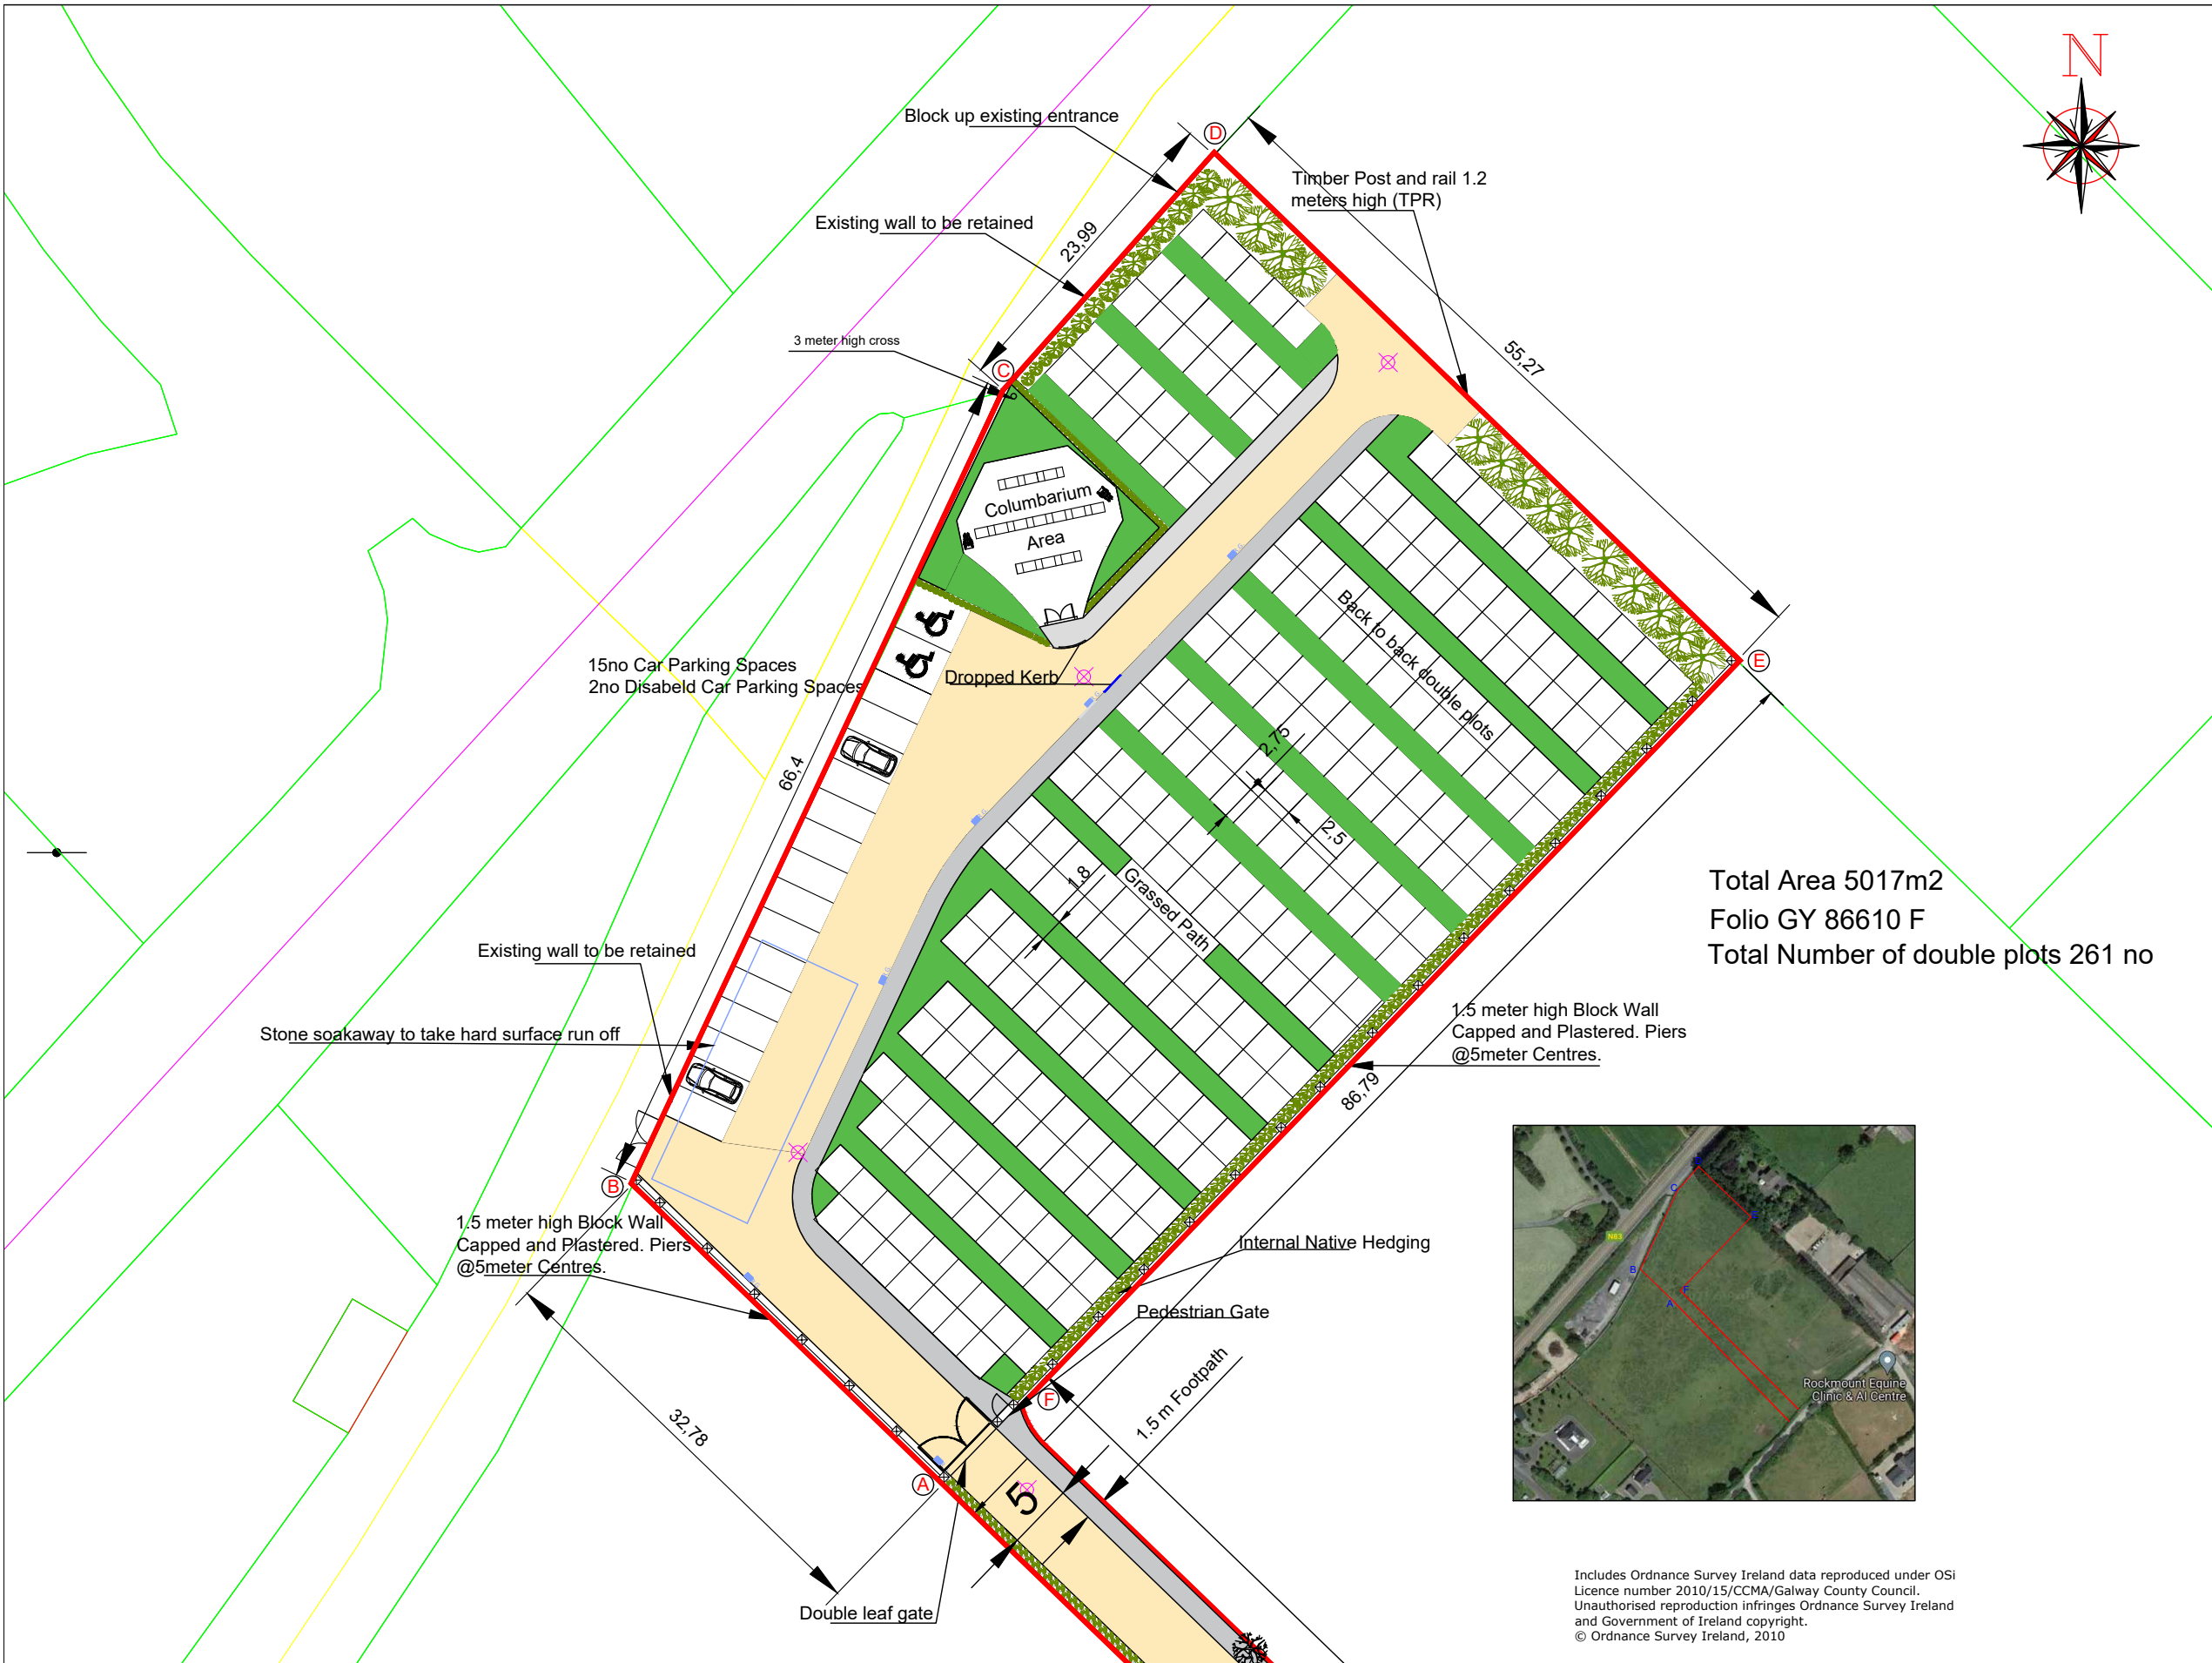 N
Block up existing entrance
D
Timber Post and rail 1.2
meters high (TPR)
Existing wall to be retained
23,99
3 meter high cross
C
55,27
Columbarium
Area
Back to back double plots
E
15no Car Parking Spaces
2no Disabeld Car Parking Spaces
Dropped Kerb
66,4
2,75
2,5
1,8
Grassed Path
Total Area 5017m2
Folio GY 86610 F
Total Number of double plots 261 no
Existing wall to be retained
Stone soakaway to take hard surface run off
1.5 meter high Block Wall
Capped and Plastered. Piers
@5meter Centres.
86,79
B
1.5 meter high Block Wall
Capped and Plastered. Piers
@5meter Centres.
Internal Native Hedging
Pedestrian Gate
F
1.5 m Footpath
32,78
A
5
Double leaf gate
C
N63
B
F
A
Rockmount Equine
Clinic & AI Centre
Includes Ordnance Survey Ireland data reproduced under OSi
Licence number 2010/15/CCMA/Galway County Council.
Unauthorised reproduction infringes Ordnance Survey Ireland
and Government of Ireland copyright.
© Ordnance Survey Ireland, 2010